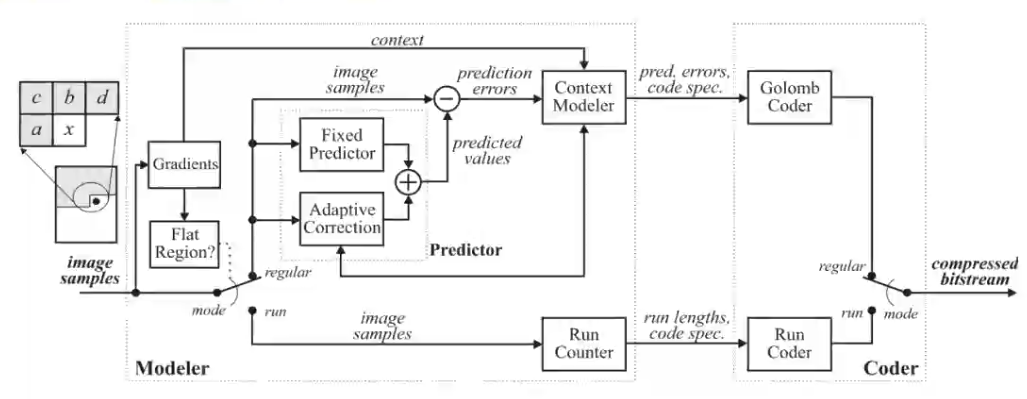 context
c b d
a x
image
samples
prediction
errors
pred. errors,
code spec.
Gradients
Fixed
Predictor
−
predicted
values
Context
Modeler
Golomb
Coder
+
Adaptive
Correction
Flat
Region?
Predictor
image
samples
regular
mode
run
image
samples
Run
Counter
run lengths,
code spec.
Run
Coder
regular
run
mode
compressed
bitstream
Modeler
Coder